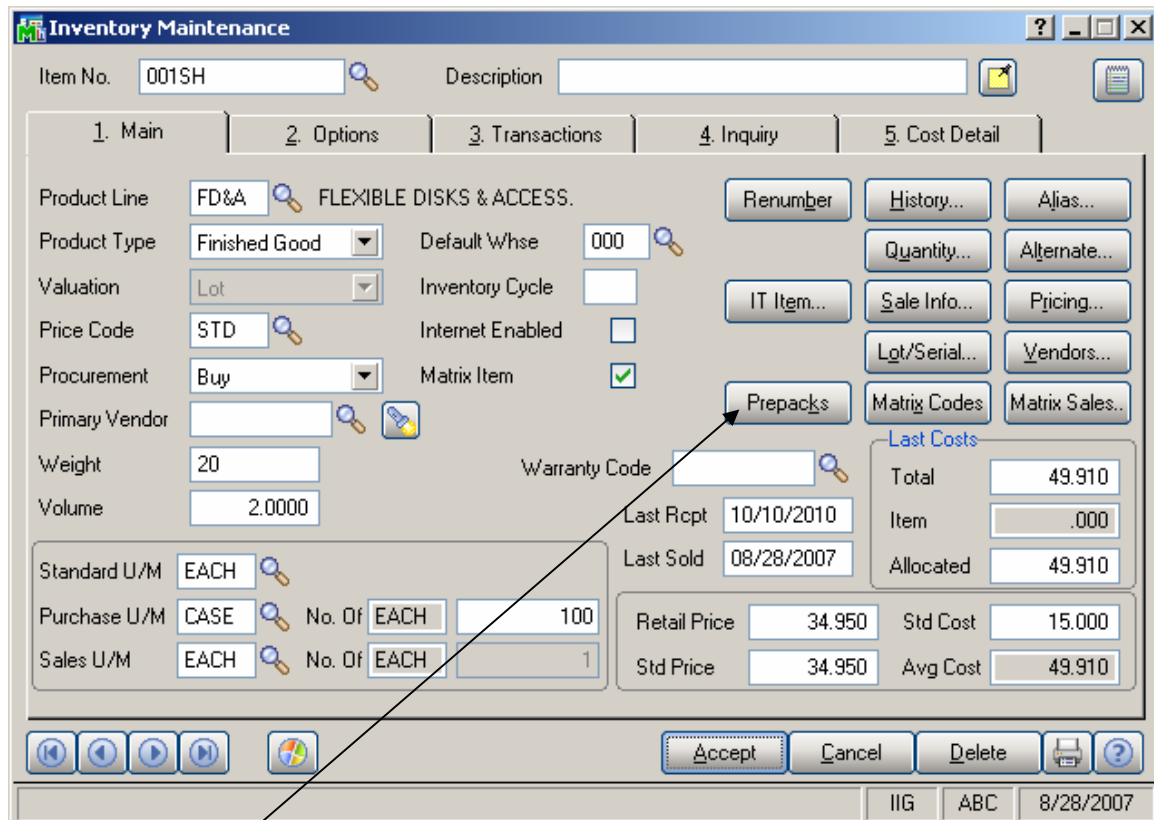 Inventory Maintenance
Item No. 001SH Description
1. Main 2. Options 3. Transactions 4. Inquiry 5. Cost Detail
Product Line FD&A FLEXIBLE DISKS & ACCESS. Renumber History... Alias...
Product Type Finished Good Default Whse 000 Quantity... Alternate...
Valuation Lot Inventory Cycle IT Item... Sale Info... Pricing...
Price Code STD Internet Enabled Lot/Serial... Vendors...
Procurement Buy Matrix Item Prepacks Matrix Codes Matrix Sales..
Primary Vendor
Last Costs
Weight 20 Warranty Code Total 49.910
Volume 2.0000 Last Rcpt 10/10/2010 Item .000
Standard U/M EACH Last Sold 08/28/2007 Allocated 49.910
Purchase U/M CASE No. Of EACH 100 Retail Price 34.950 Std Cost 15.000
Sales U/M EACH No. Of EACH 1 Std Price 34.950 Avg Cost 49.910
Accept Cancel Delete
IIG ABC 8/28/2007